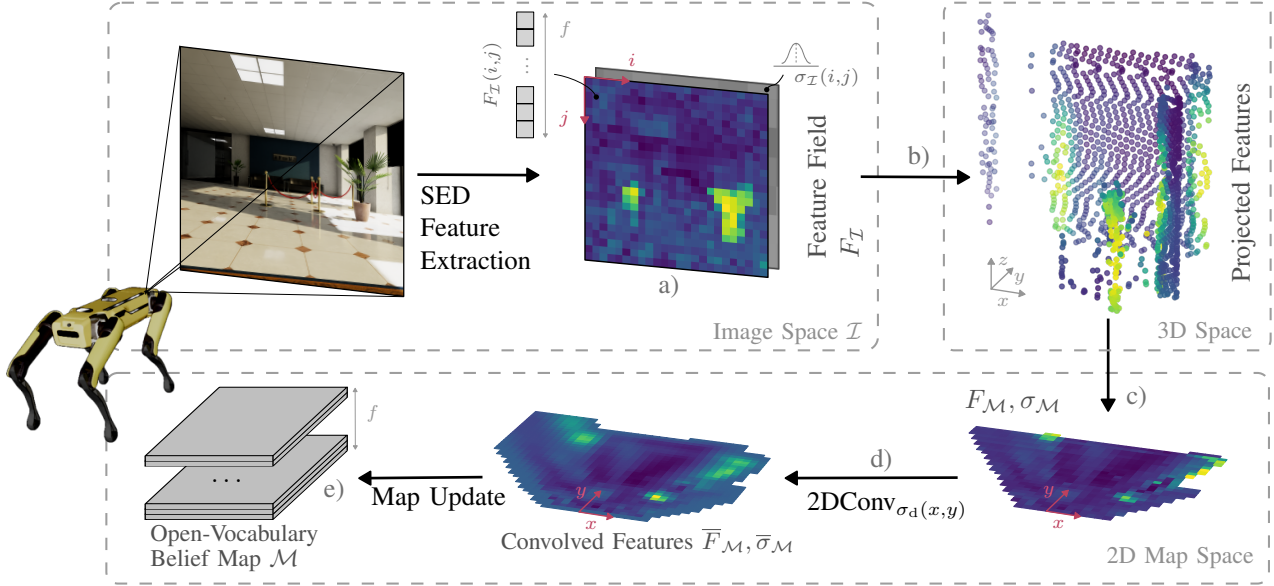 SED
Feature
Extraction
F_ℐ(i,j)
...
f
i
j
σ_ℐ(i,j)
a)
Feature Field
F_ℐ
Image Space ℐ
b)
z
y
x
Projected Features
3D Space
c)
F_ℳ, σ_ℳ
y
x
d)
2DConv_σ_d(x,y)
2D Map Space
y
x
Convolved Features F̅_ℳ, σ̅_ℳ
Map Update
e)
f
...
Open-Vocabulary
Belief Map ℳ